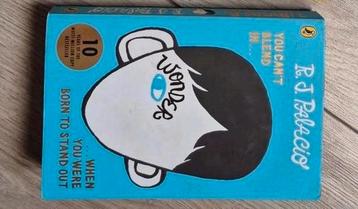 R. J Palacio
YOU CAN'T
BLEND
IN...
WONDER
...WHEN
YOU WERE
BORN TO STAND OUT
10